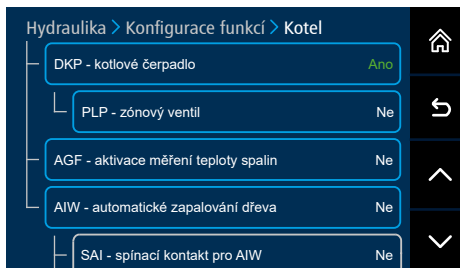 Hydraulika > Konfigurace funkcí > Kotel
DKP - kotlové čerpadlo Ano
PLP - zónový ventil Ne
AGF - aktivace měření teploty spalin Ne
AIW - automatické zapalování dřeva Ne
SAI - spínací kontakt pro AIW Ne